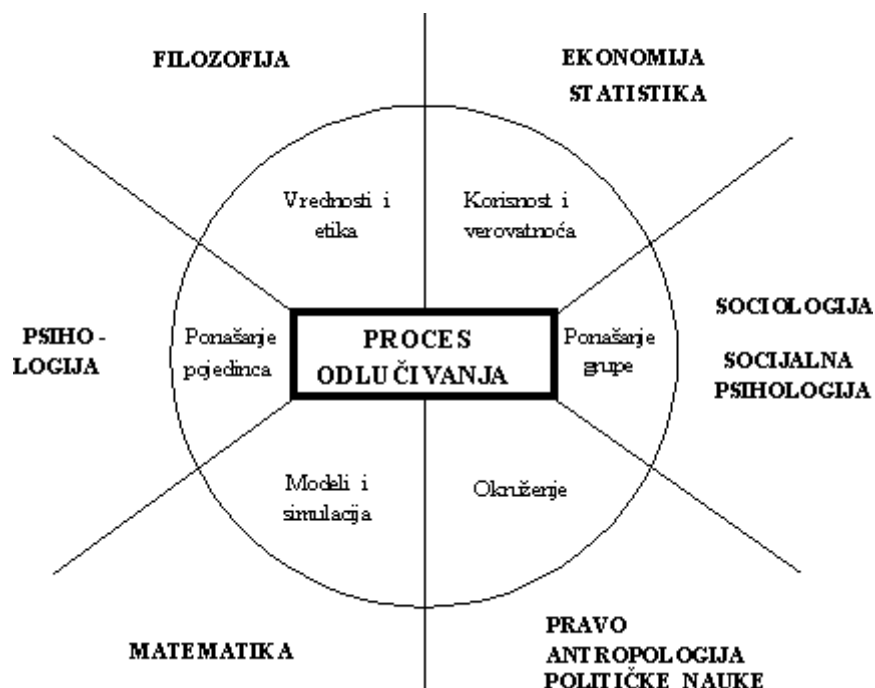 FILOZOFIJA
EKONOMIJA
STATISTIKA
Vrednosti i
etika
Korisnost i
verovatnoća
PSIHO -
LOGIJA
Ponašanje
pojedinca
PROCES
ODLUČIVANJA
Ponašanje
grupe
SOCIOLOGIJA
SOCIJALNA
PSIHOLOGIJA
Modeli i
simulacija
Okruženje
MATEMATIKA
PRAVO
ANTROPOLOGIJA
POLITIČKE NAUKE